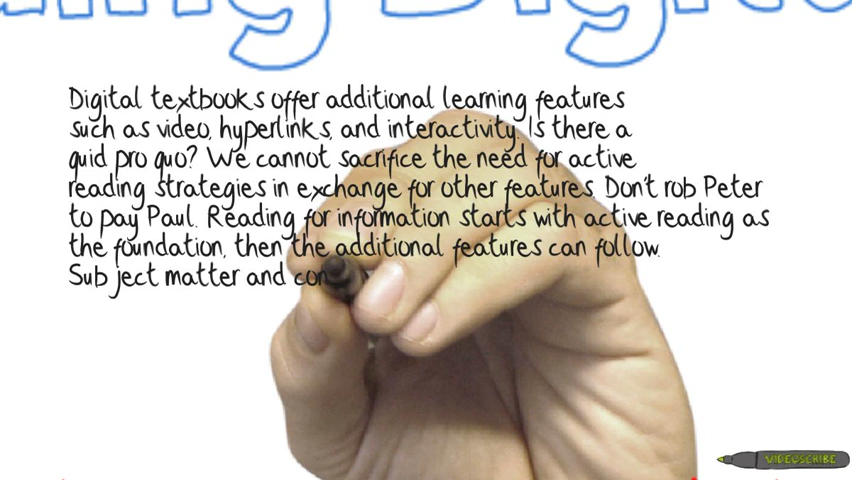 Digital textbooks offer additional learning features
such as video, hyperlinks, and interactivity. Is there a
quid pro quo? We cannot sacrifice the need for active
reading strategies in exchange for other features. Don't rob Peter
to pay Paul. Reading for information starts with active reading as
the foundation, then the additional features can follow.
Subject matter and con
VIDEOSCRIBE